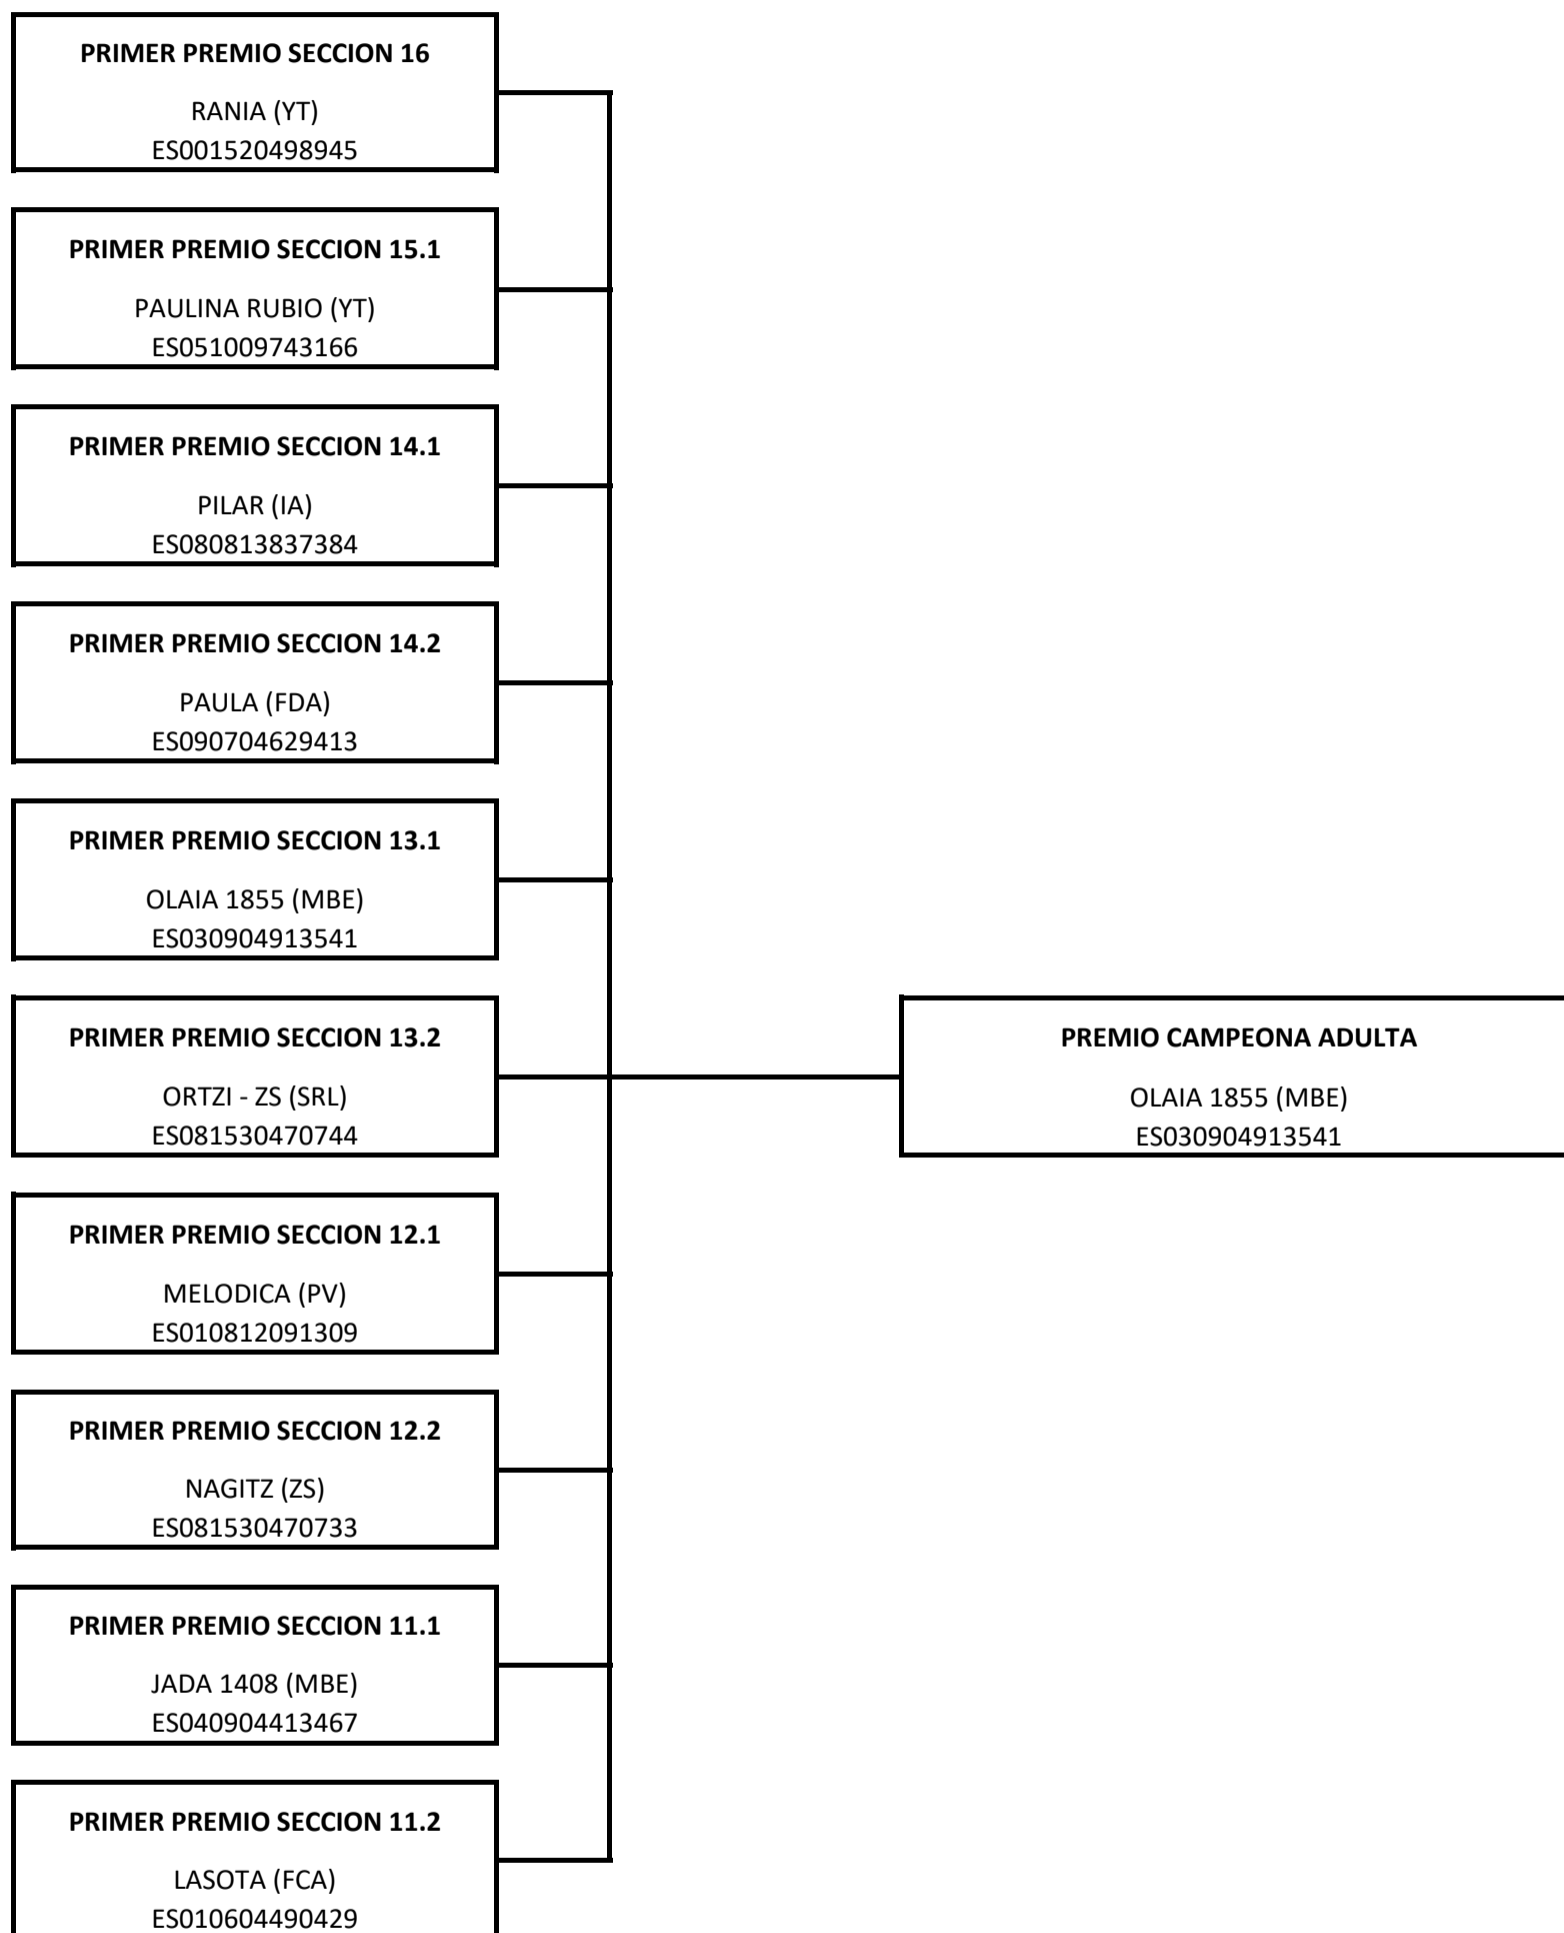 PRIMER PREMIO SECCION 16
RANIA (YT)
ES001520498945
PRIMER PREMIO SECCION 15.1
PAULINA RUBIO (YT)
ES051009743166
PRIMER PREMIO SECCION 14.1
PILAR (IA)
ES080813837384
PRIMER PREMIO SECCION 14.2
PAULA (FDA)
ES090704629413
PRIMER PREMIO SECCION 13.1
OLAIA 1855 (MBE)
ES030904913541
PRIMER PREMIO SECCION 13.2
ORTZI - ZS (SRL)
ES081530470744
PRIMER PREMIO SECCION 12.1
MELODICA (PV)
ES010812091309
PRIMER PREMIO SECCION 12.2
NAGITZ (ZS)
ES081530470733
PRIMER PREMIO SECCION 11.1
JADA 1408 (MBE)
ES040904413467
PRIMER PREMIO SECCION 11.2
LASOTA (FCA)
ES010604490429
PREMIO CAMPEONA ADULTA
OLAIA 1855 (MBE)
ES030904913541